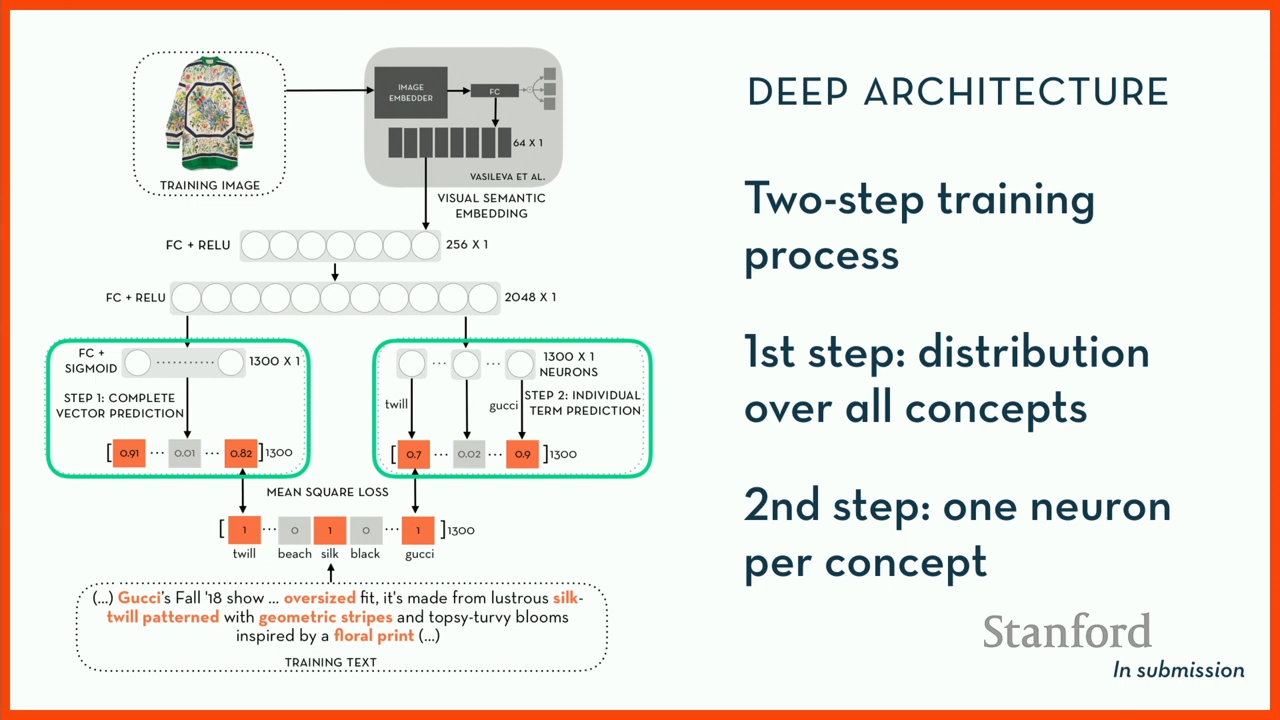 TRAINING IMAGE
IMAGE
EMBEDDER
FC
64 X 1
VASILEVA ET AL.
VISUAL SEMANTIC
EMBEDDING
FC + RELU
256 X 1
FC + RELU
2048 X 1
FC +
SIGMOID
1300 X 1
STEP 1: COMPLETE
VECTOR PREDICTION
[ 0.91 ... 0.01 ... 0.82 ] 1300
1300 X 1
NEURONS
twill
gucci
STEP 2: INDIVIDUAL
TERM PREDICTION
[ 0.7 ... 0.02 ... 0.9 ] 1300
MEAN SQUARE LOSS
[ 1 ... 0 1 0 ... 1 ] 1300
twill beach silk black gucci
(...) Gucci's Fall '18 show ... oversized fit, it's made from lustrous silk-
twill patterned with geometric stripes and topsy-turvy blooms
inspired by a floral print (...)
TRAINING TEXT
DEEP ARCHITECTURE
Two-step training
process
1st step: distribution
over all concepts
2nd step: one neuron
per concept
Stanford
In submission